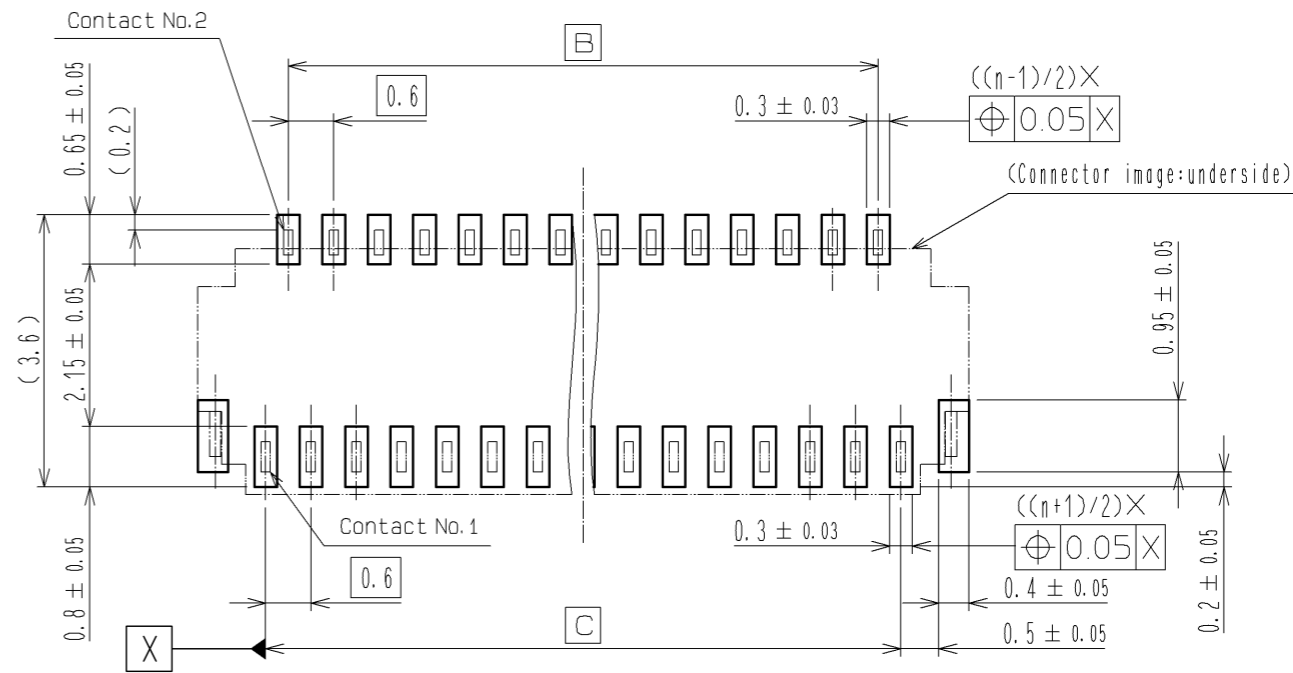 Contact No.2
B
((n-1)/2)X
0.6
0.3 ± 0.03
⌖ 0.05 X
0.65 ± 0.05
(0.2)
(Connector image:underside)
(3.6)
2.15 ± 0.05
0.95 ± 0.05
Contact No.1
0.3 ± 0.03
((n+1)/2)X
⌖ 0.05 X
0.8 ± 0.05
0.6
0.4 ± 0.05
0.2 ± 0.05
X
C
0.5 ± 0.05